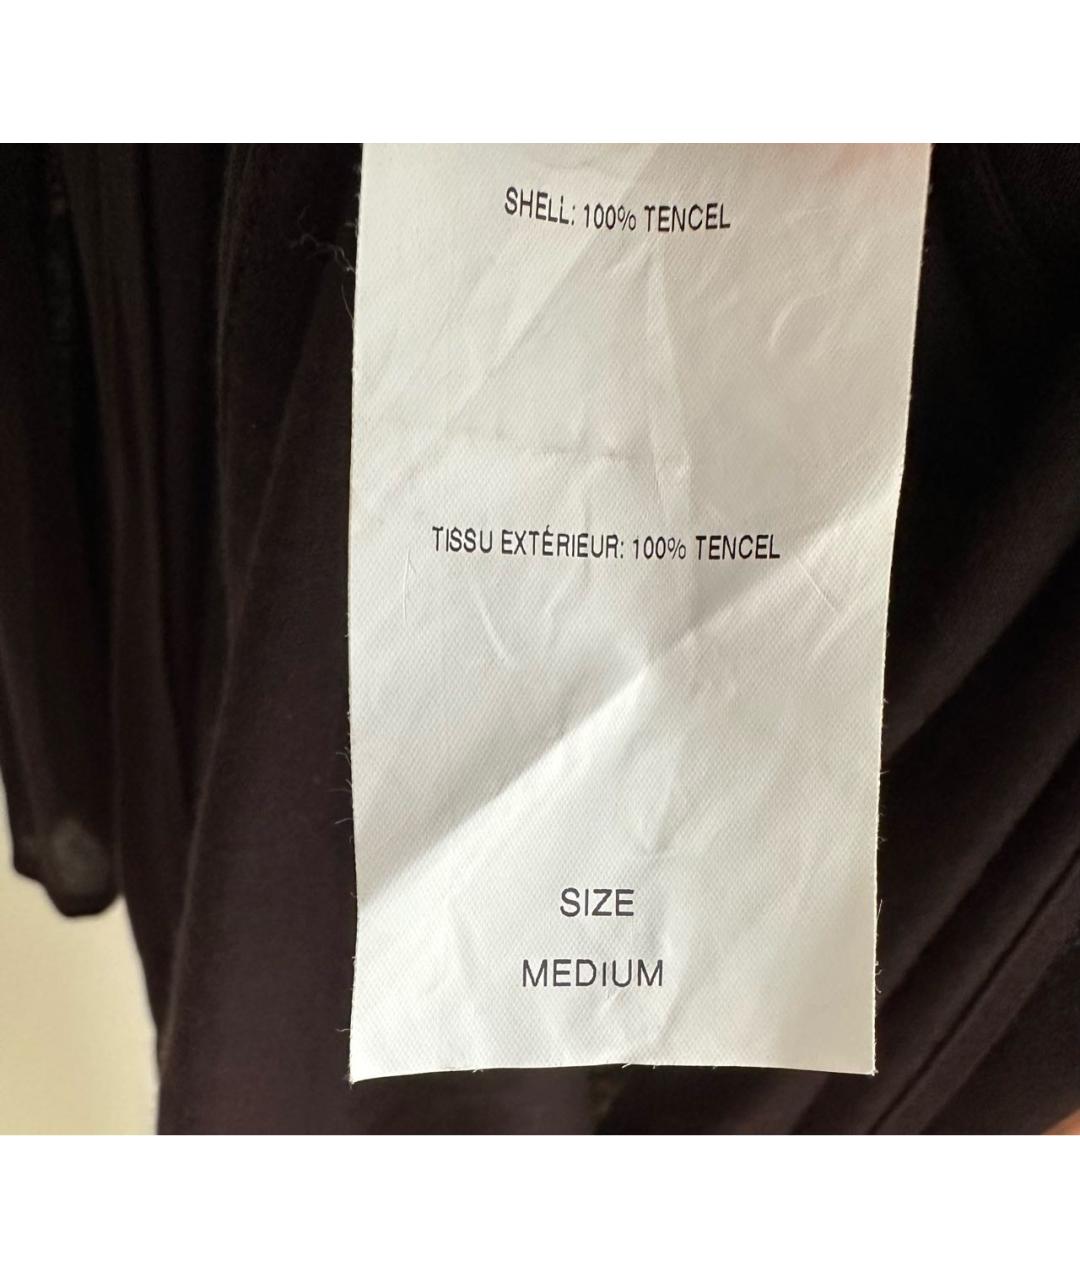 SHELL: 100% TENCEL
TISSU EXTÉRIEUR: 100% TENCEL
SIZE
MEDIUM